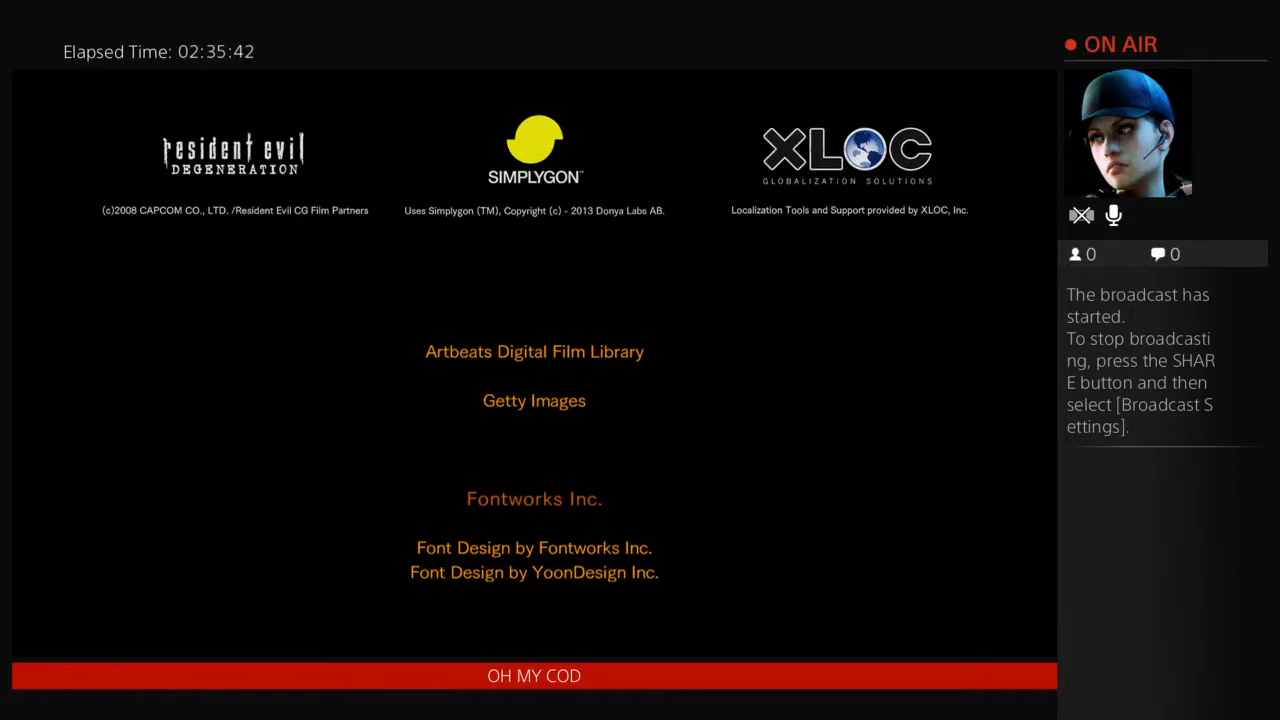 Elapsed Time: 02:35:42
ON AIR
resident evil
DEGENERATION
SIMPLYGON™
XLOC
GLOBALIZATION SOLUTIONS
(c)2008 CAPCOM CO., LTD. /Resident Evil CG Film Partners
Uses Simplygon (TM), Copyright (c) - 2013 Donya Labs AB.
Localization Tools and Support provided by XLOC, Inc.
0
0
The broadcast has
started.
To stop broadcasti
ng, press the SHAR
E button and then
select [Broadcast S
ettings].
Artbeats Digital Film Library
Getty Images
Fontworks Inc.
Font Design by Fontworks Inc.
Font Design by YoonDesign Inc.
OH MY COD